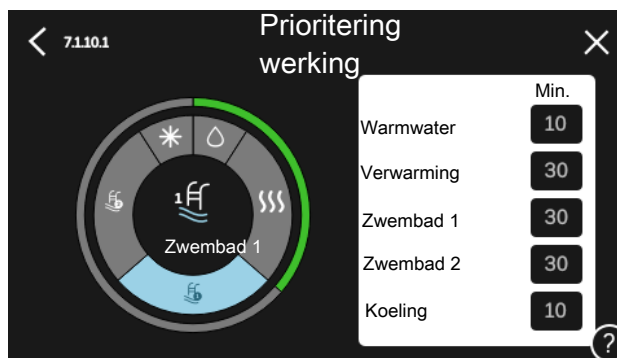 7.1.10.1
Prioritering
werking
Min.
Warmwater 10
Verwarming 30
Zwembad 1 30
Zwembad 2 30
Koeling 10
1
Zwembad 1
?